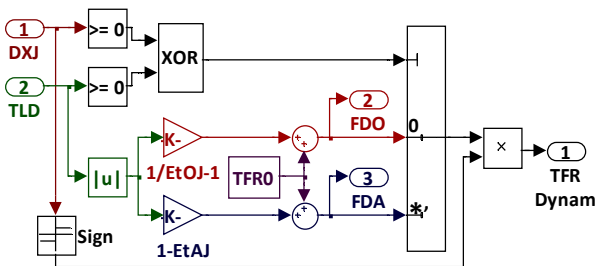 1
DXJ
>= 0
2
TLD
>= 0
XOR
|u|
K-
1/EtOJ-1
K-
1-EtAJ
TFR0
+
+
+
+
2
FDO
3
FDA
0
*,
×
1
TFR
Dynam
Sign